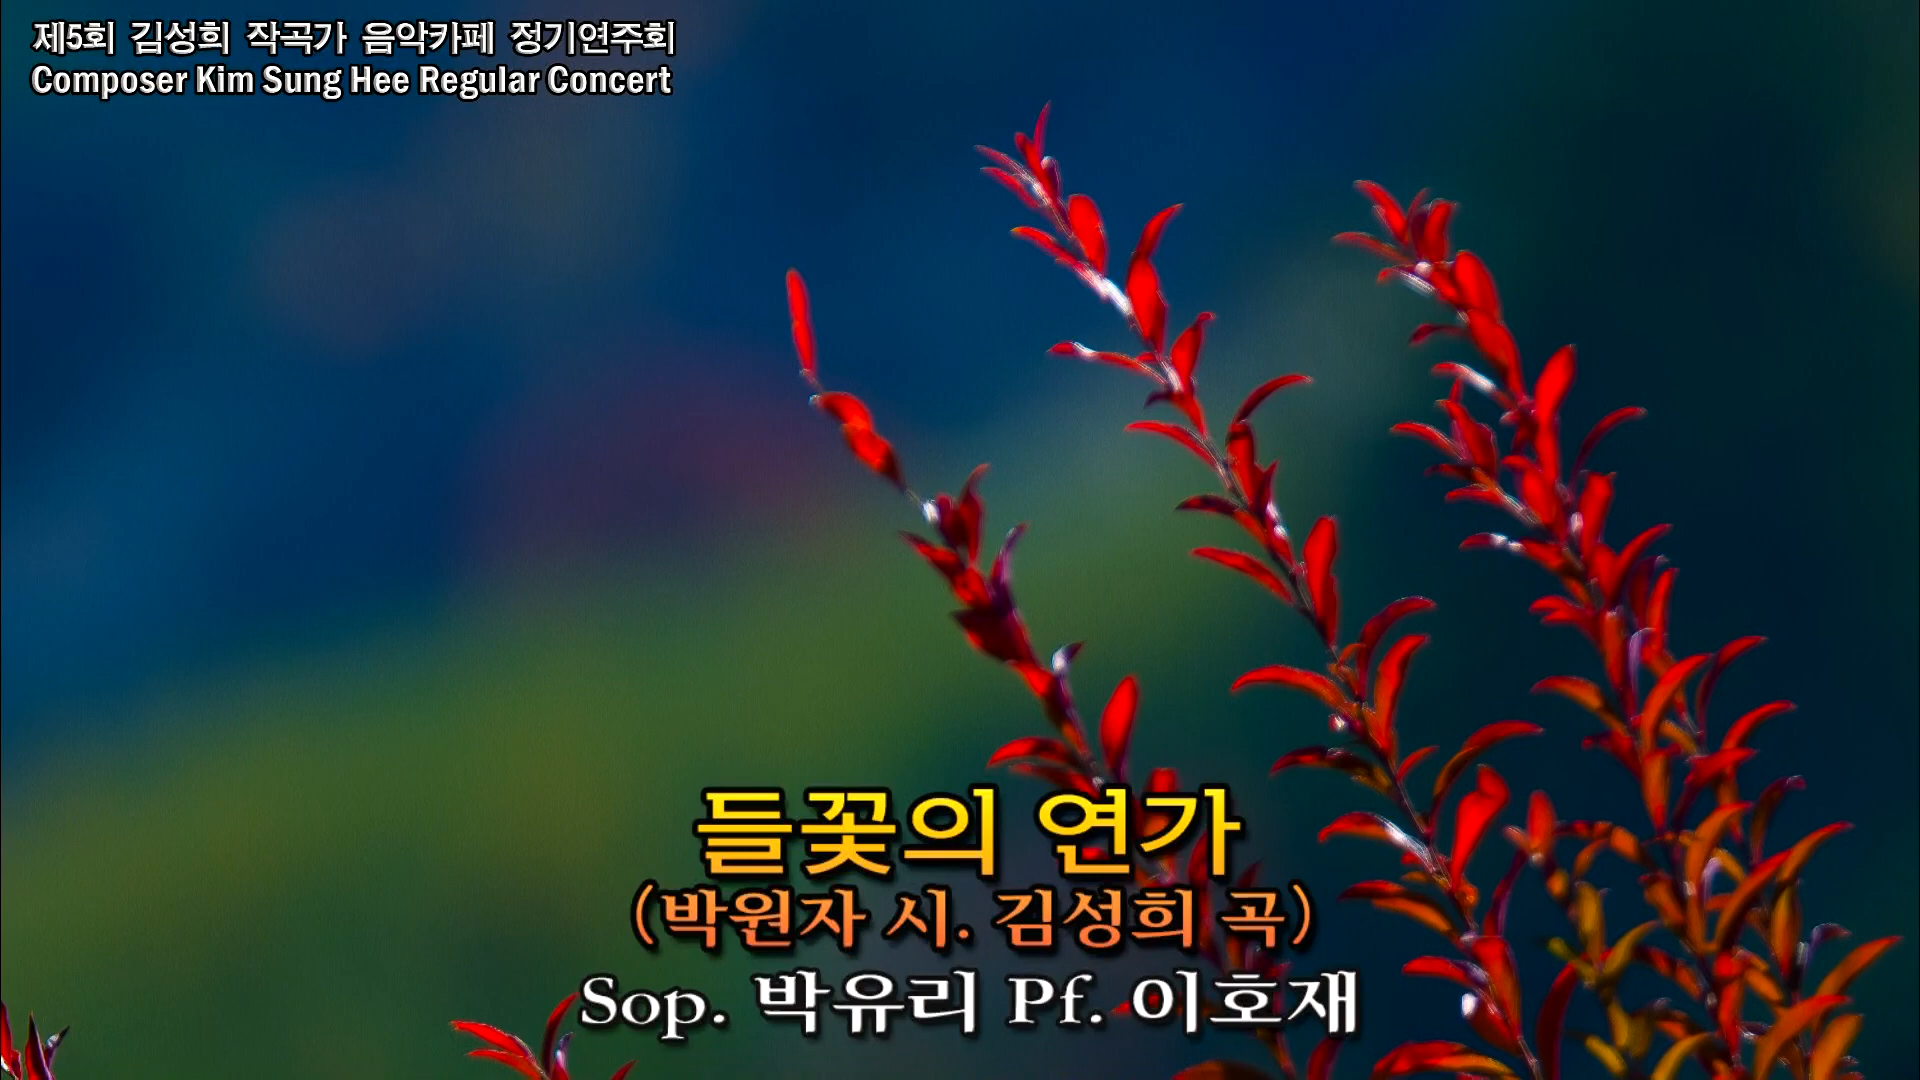 제5회 김성희 작곡가 음악카페 정기연주회
Composer Kim Sung Hee Regular Concert
들꽃의 연가
(박원자 시. 김성희 곡)
Sop. 박유리 Pf. 이호재